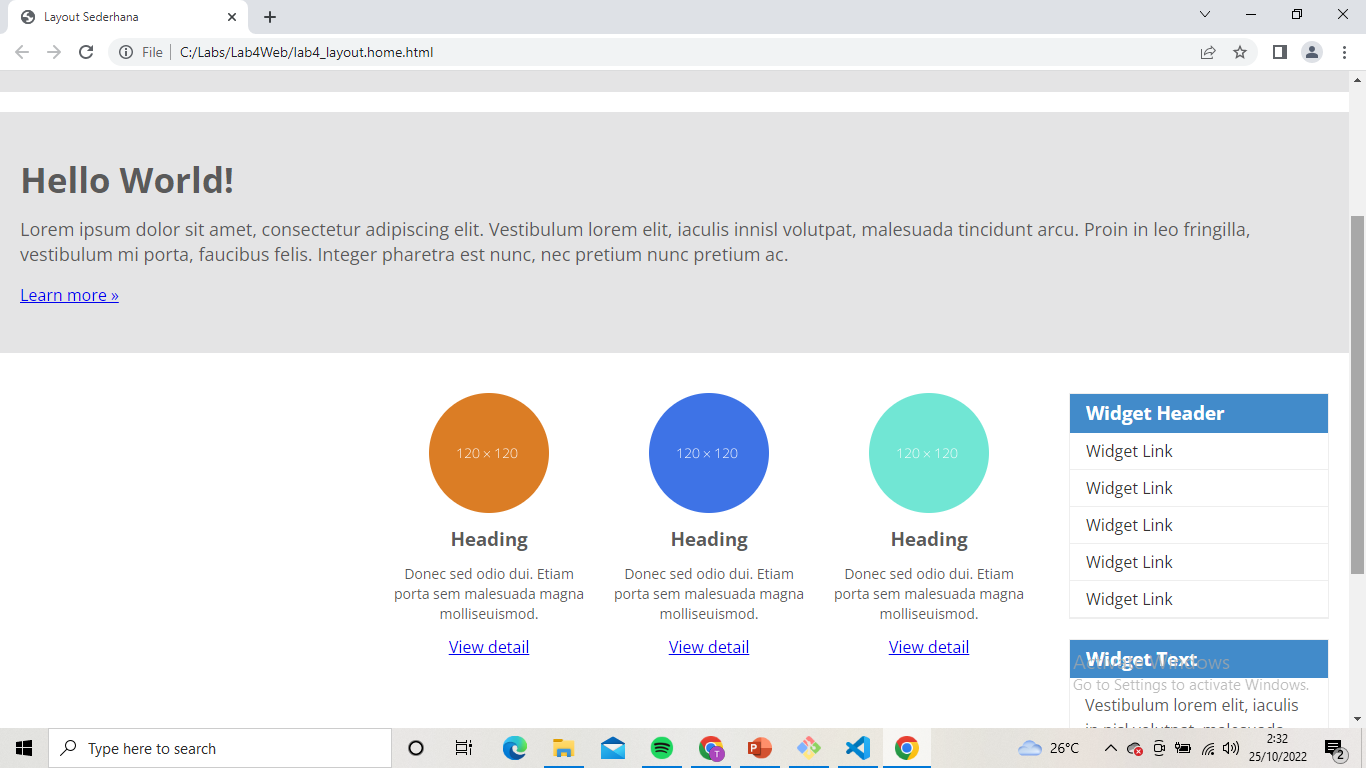 Layout Sederhana
File
C:/Labs/Lab4Web/lab4_layout.home.html
Hello World!
Lorem ipsum dolor sit amet, consectetur adipiscing elit. Vestibulum lorem elit, iaculis innisl volutpat, malesuada tincidunt arcu. Proin in leo fringilla,
vestibulum mi porta, faucibus felis. Integer pharetra est nunc, nec pretium nunc pretium ac.
Learn more »
120 × 120
Heading
Donec sed odio dui. Etiam
porta sem malesuada magna
molliseuismod.
View detail
120 × 120
Heading
Donec sed odio dui. Etiam
porta sem malesuada magna
molliseuismod.
View detail
120 × 120
Heading
Donec sed odio dui. Etiam
porta sem malesuada magna
molliseuismod.
View detail
Widget Header
Widget Link
Widget Link
Widget Link
Widget Link
Widget Link
Widget Text
Activate Windows
Go to Settings to activate Windows.
Vestibulum lorem elit, iaculis
in nisl volutpat, malesuada
Type here to search
T
26°C
2:32
25/10/2022
2